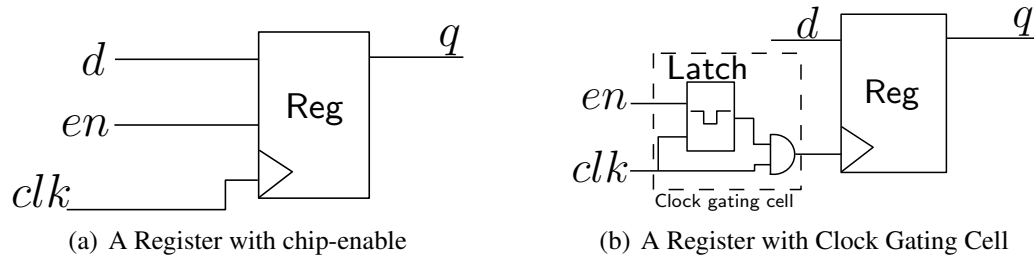 d
en
clk
Reg
q
(a) A Register with chip-enable
d
q
Latch
en
clk
Reg
Clock gating cell
(b) A Register with Clock Gating Cell